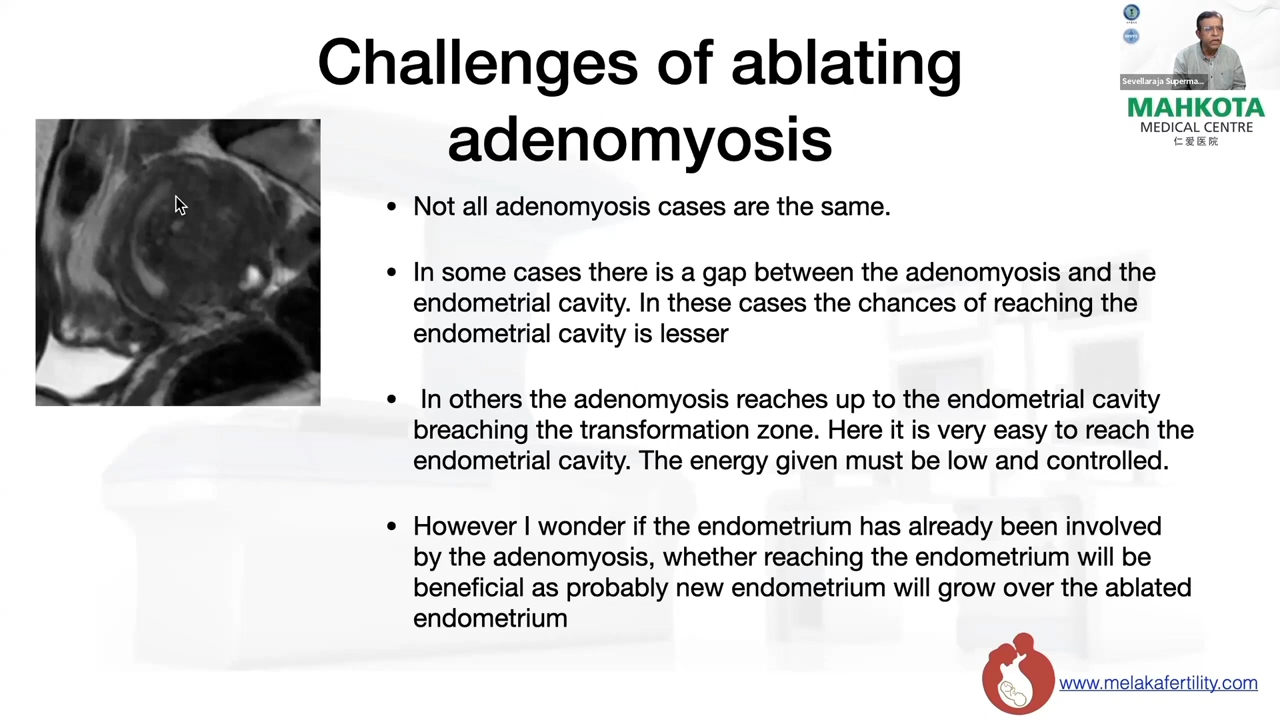 Challenges of ablating
adenomyosis
Sevellaraja Superma...
MAHKOTA
MEDICAL CENTRE
仁爱医院
• Not all adenomyosis cases are the same.
• In some cases there is a gap between the adenomyosis and the
endometrial cavity. In these cases the chances of reaching the
endometrial cavity is lesser
• In others the adenomyosis reaches up to the endometrial cavity
breaching the transformation zone. Here it is very easy to reach the
endometrial cavity. The energy given must be low and controlled.
• However I wonder if the endometrium has already been involved
by the adenomyosis, whether reaching the endometrium will be
beneficial as probably new endometrium will grow over the ablated
endometrium
www.melakafertility.com